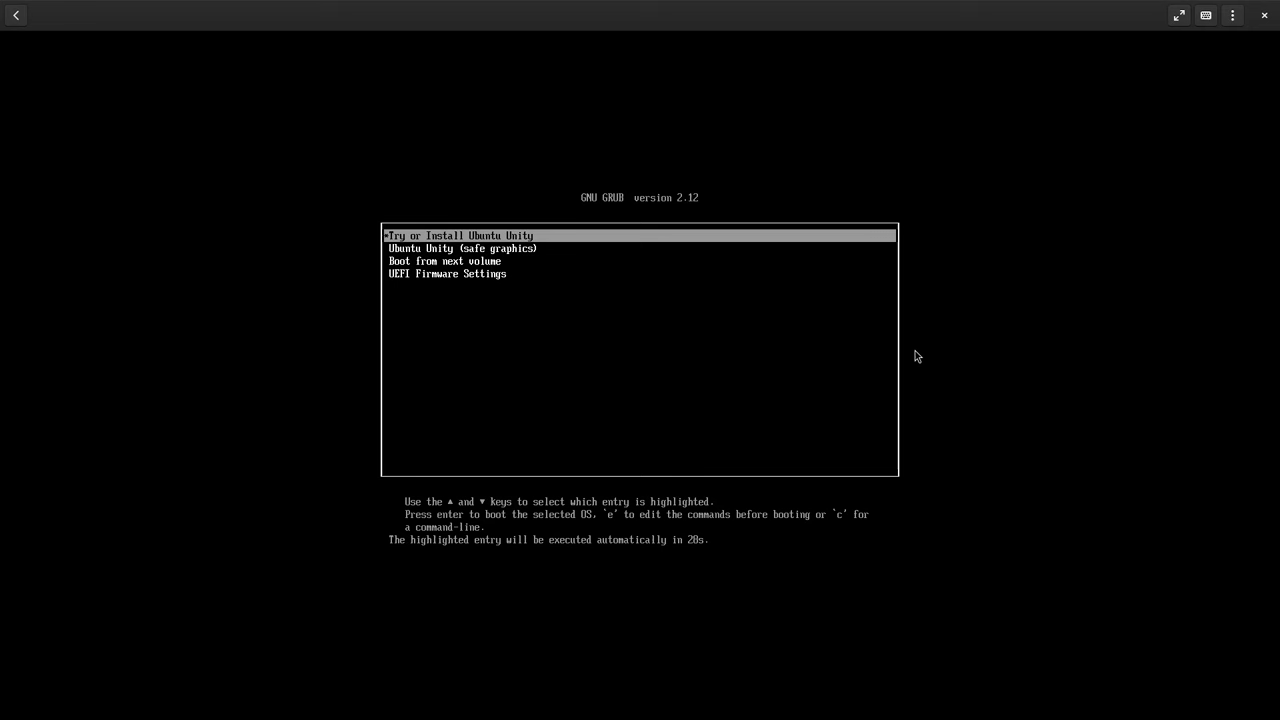 GNU GRUB  version 2.12
*Try or Install Ubuntu Unity
Ubuntu Unity (safe graphics)
Boot from next volume
UEFI Firmware Settings
Use the ▲ and ▼ keys to select which entry is highlighted.
Press enter to boot the selected OS, `e' to edit the commands before booting or `c' for
a command-line.
The highlighted entry will be executed automatically in 28s.